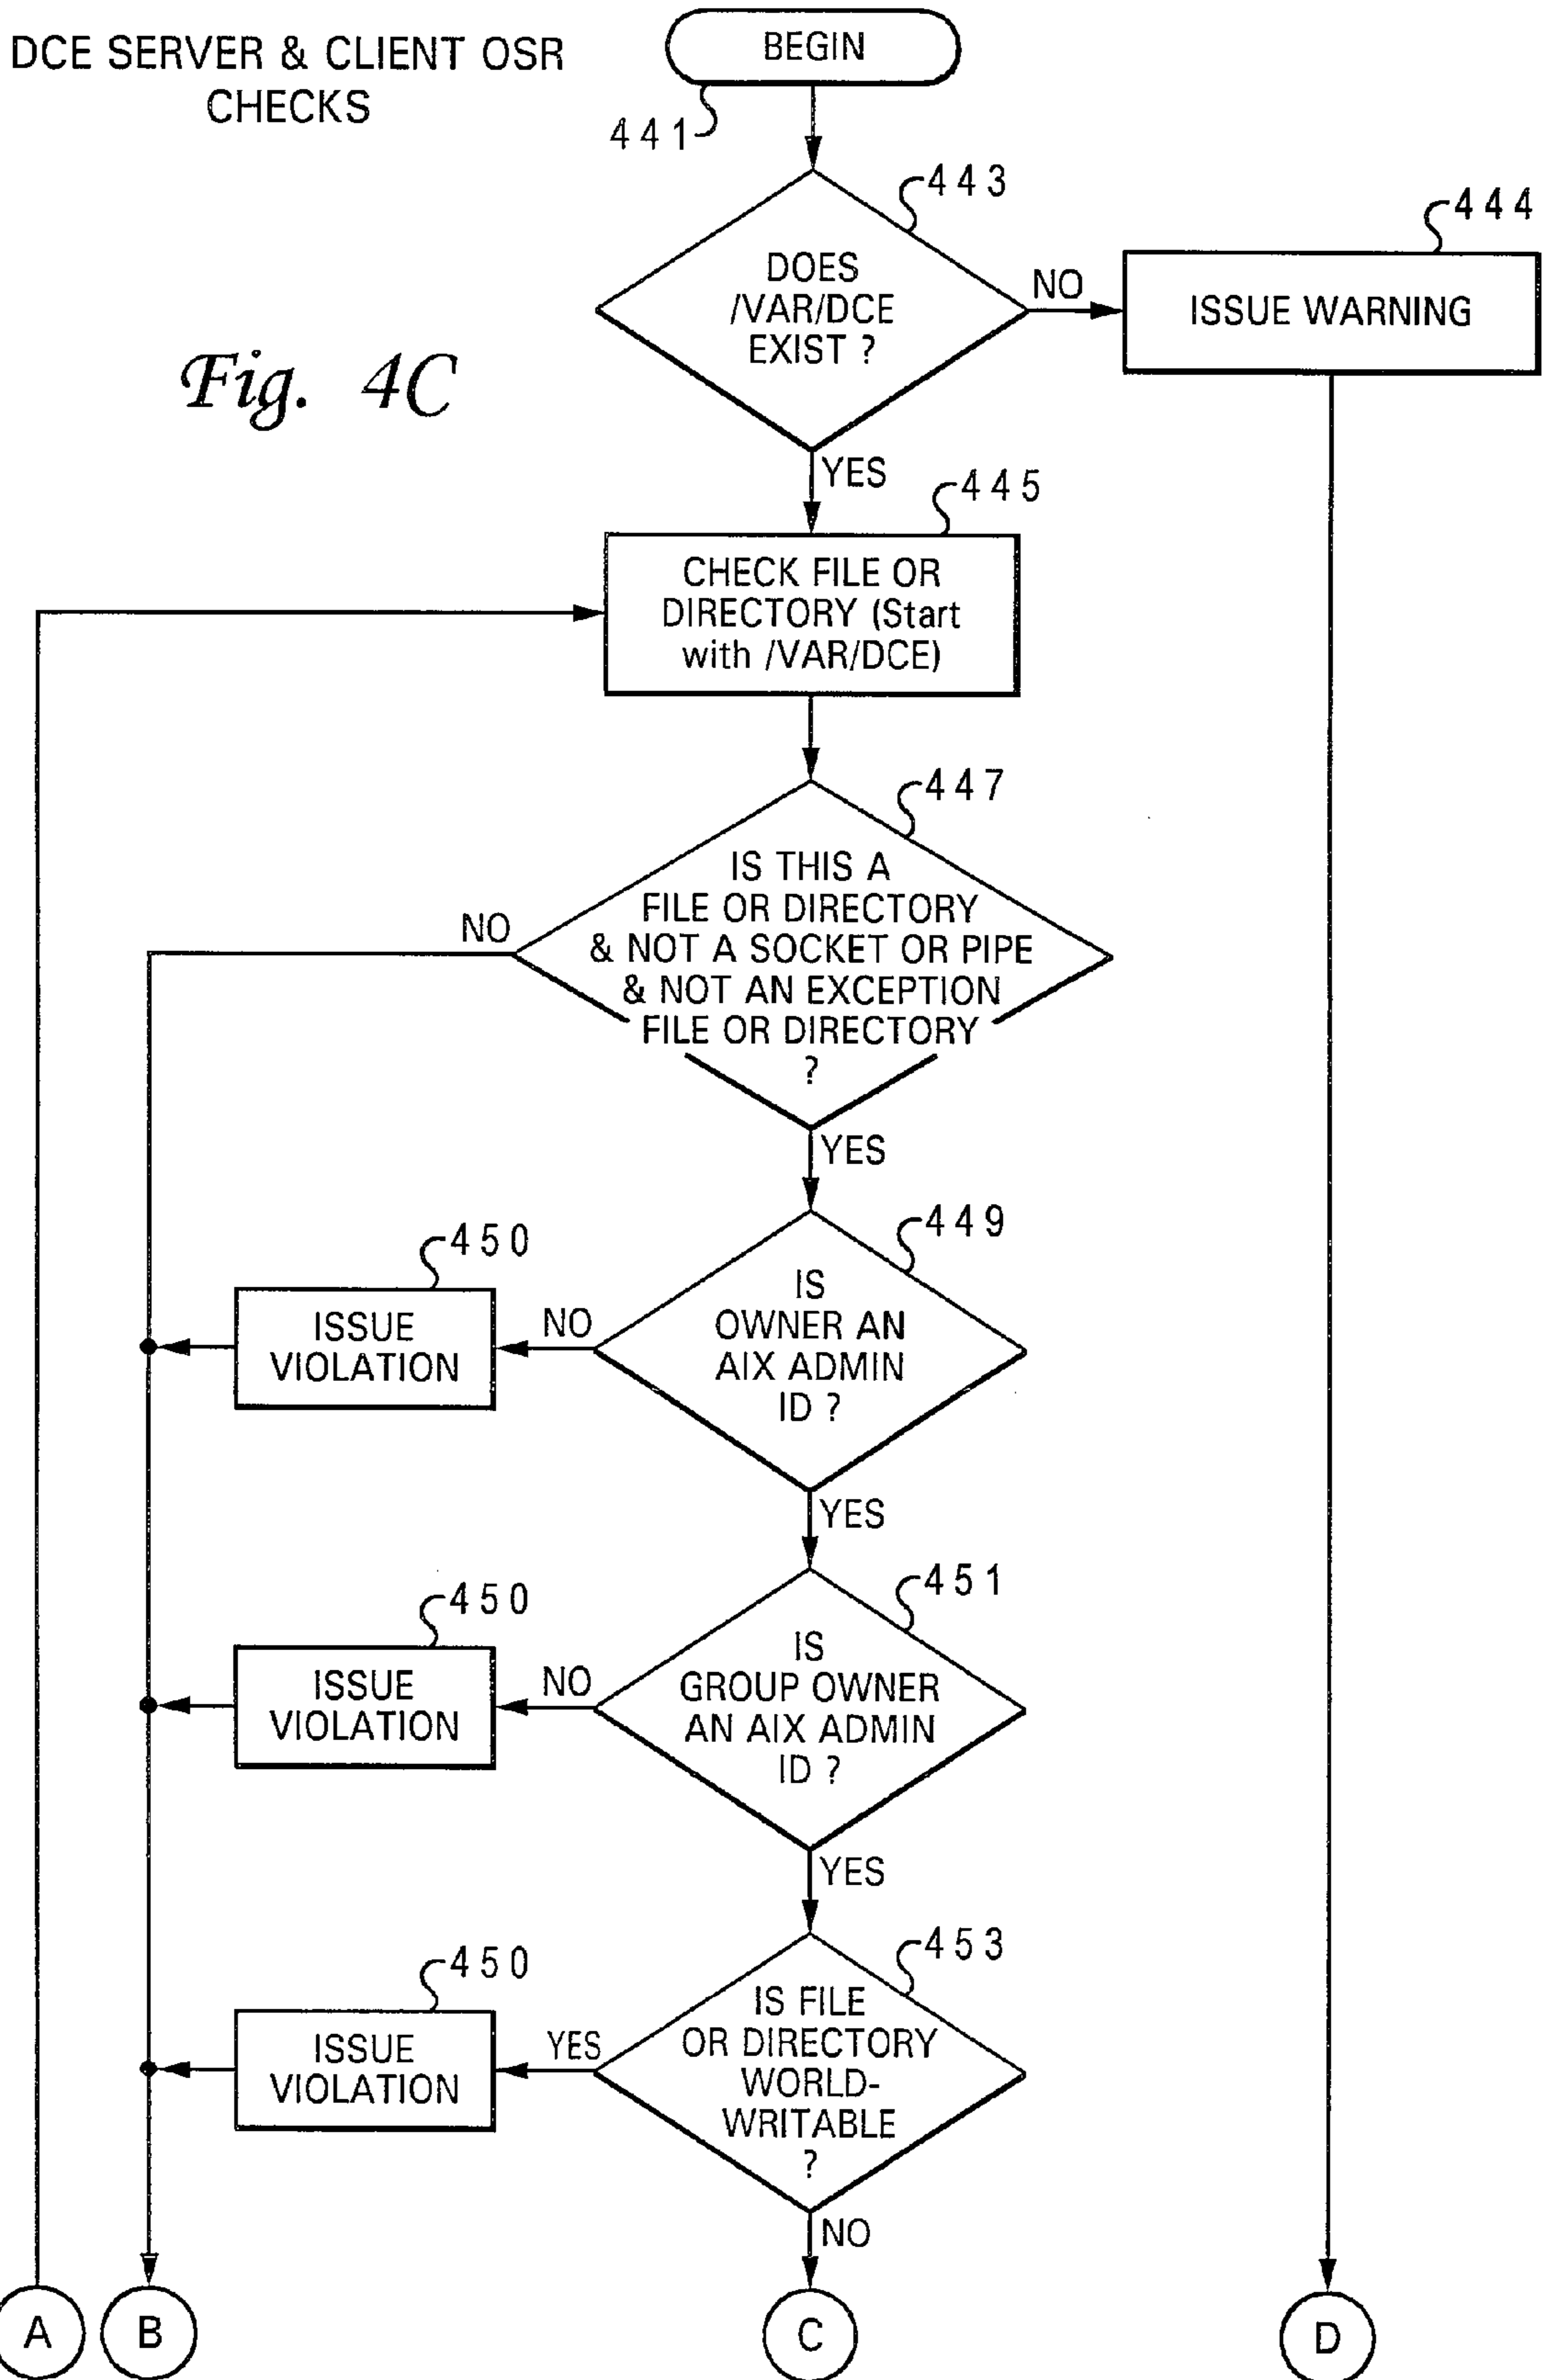 DCE SERVER & CLIENT OSR
CHECKS
BEGIN
441
443
DOES
/VAR/DCE
EXIST ?
NO
444
ISSUE WARNING
Fig. 4C
YES
445
CHECK FILE OR
DIRECTORY (Start
with /VAR/DCE)
447
IS THIS A
FILE OR DIRECTORY
& NOT A SOCKET OR PIPE
& NOT AN EXCEPTION
FILE OR DIRECTORY
?
NO
YES
449
IS
OWNER AN
AIX ADMIN
ID ?
NO
450
ISSUE
VIOLATION
YES
451
IS
GROUP OWNER
AN AIX ADMIN
ID ?
NO
450
ISSUE
VIOLATION
YES
453
IS FILE
OR DIRECTORY
WORLD-
WRITABLE
?
YES
450
ISSUE
VIOLATION
NO
A
B
C
D